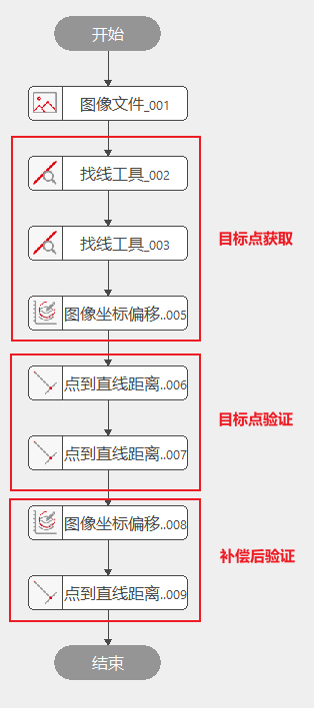 开始
图像文件_001
找线工具_002
找线工具_003
目标点获取
图像坐标偏移..005
点到直线距离..006
目标点验证
点到直线距离..007
图像坐标偏移..008
补偿后验证
点到直线距离..009
结束